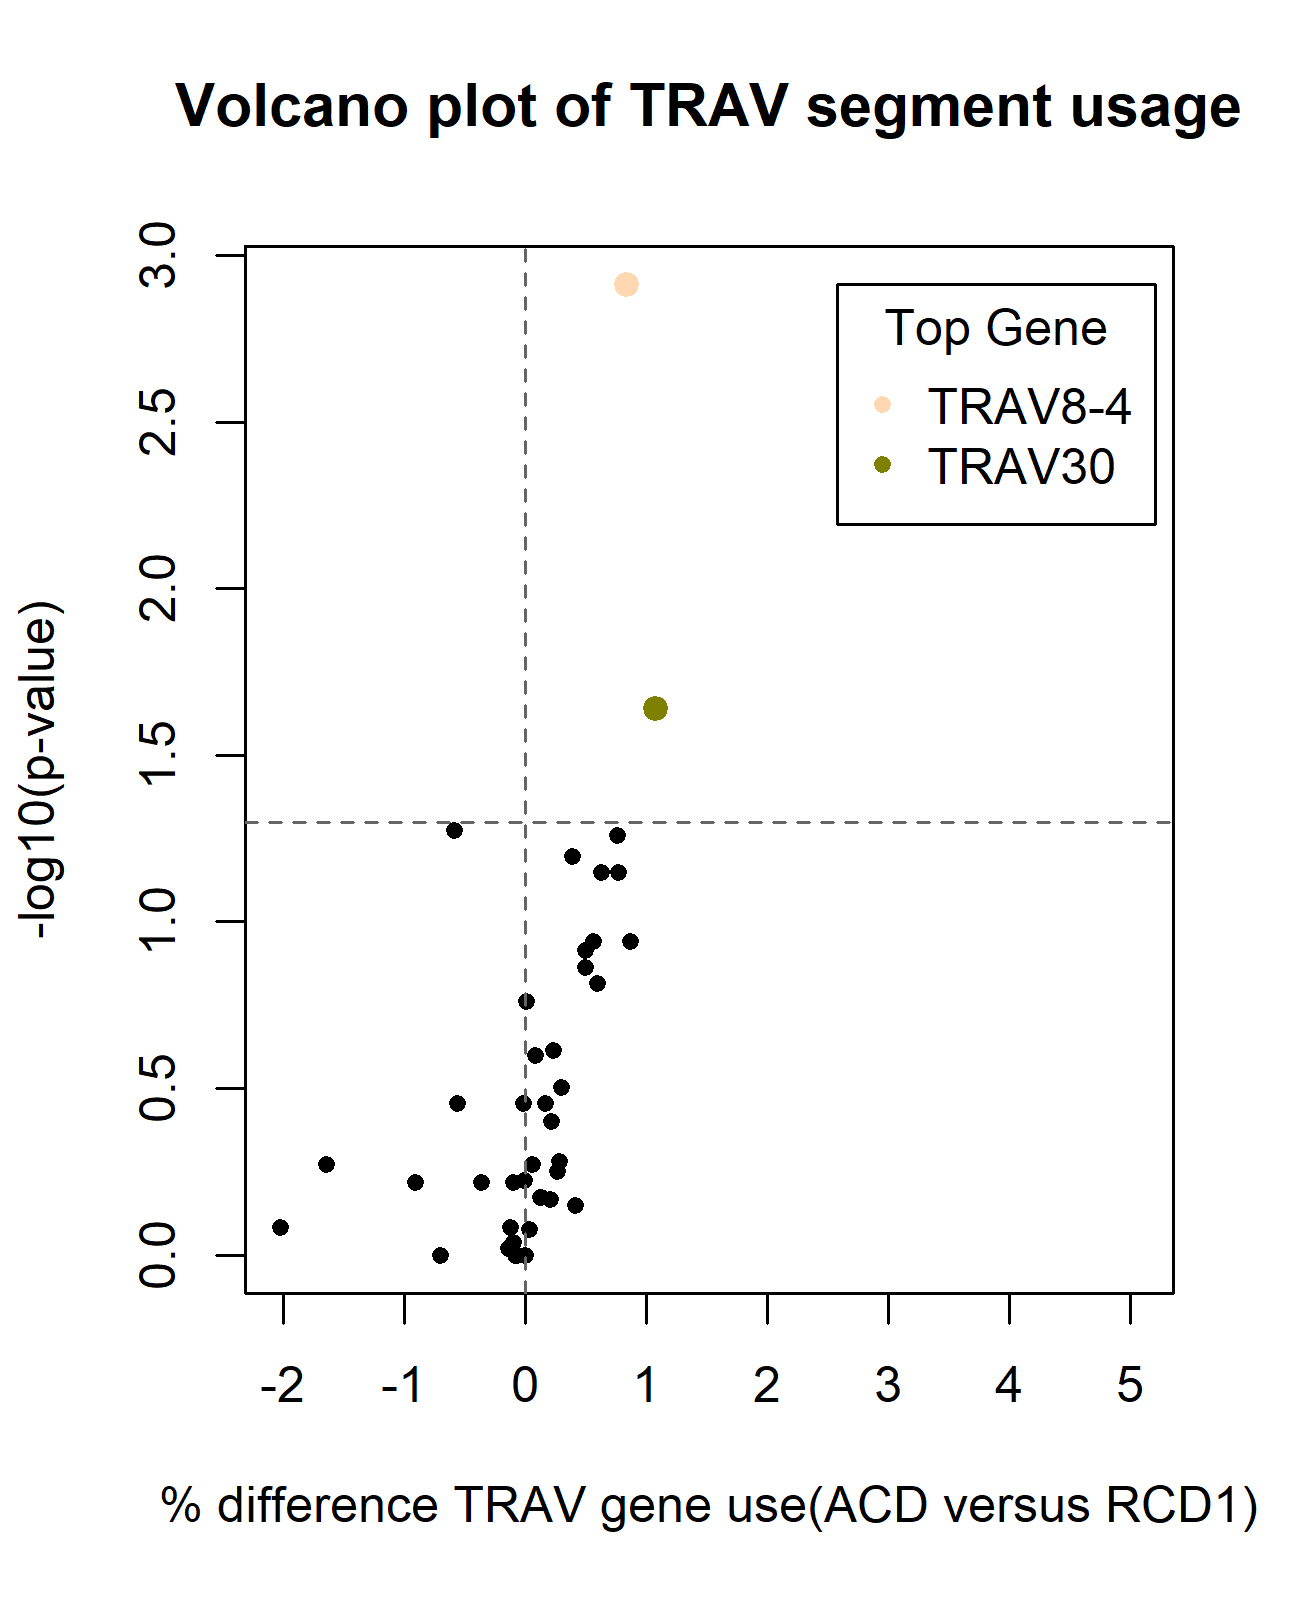 Volcano plot of TRAV segment usage
3.0
2.5
2.0
1.5
1.0
0.5
0.0
-log10(p-value)
Top Gene
TRAV8-4
TRAV30
-2 -1 0 1 2 3 4 5
% difference TRAV gene use(ACD versus RCD1)